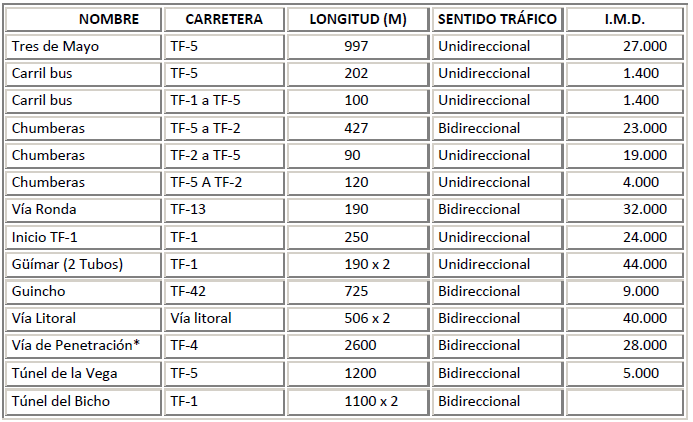 NOMBRE CARRETERA LONGITUD (M) SENTIDO TRÁFICO I.M.D.
Tres de Mayo TF-5 997 Unidireccional 27.000
Carril bus TF-5 202 Unidireccional 1.400
Carril bus TF-1 a TF-5 100 Unidireccional 1.400
Chumberas TF-5 a TF-2 427 Bidireccional 23.000
Chumberas TF-2 a TF-5 90 Unidireccional 19.000
Chumberas TF-5 A TF-2 120 Unidireccional 4.000
Vía Ronda TF-13 190 Bidireccional 32.000
Inicio TF-1 TF-1 250 Unidireccional 24.000
Güímar (2 Tubos) TF-1 190 x 2 Unidireccional 44.000
Guincho TF-42 725 Bidireccional 9.000
Vía Litoral Vía litoral 506 x 2 Bidireccional 40.000
Vía de Penetración* TF-4 2600 Bidireccional 28.000
Túnel de la Vega TF-5 1200 Bidireccional 5.000
Túnel del Bicho TF-1 1100 x 2 Bidireccional